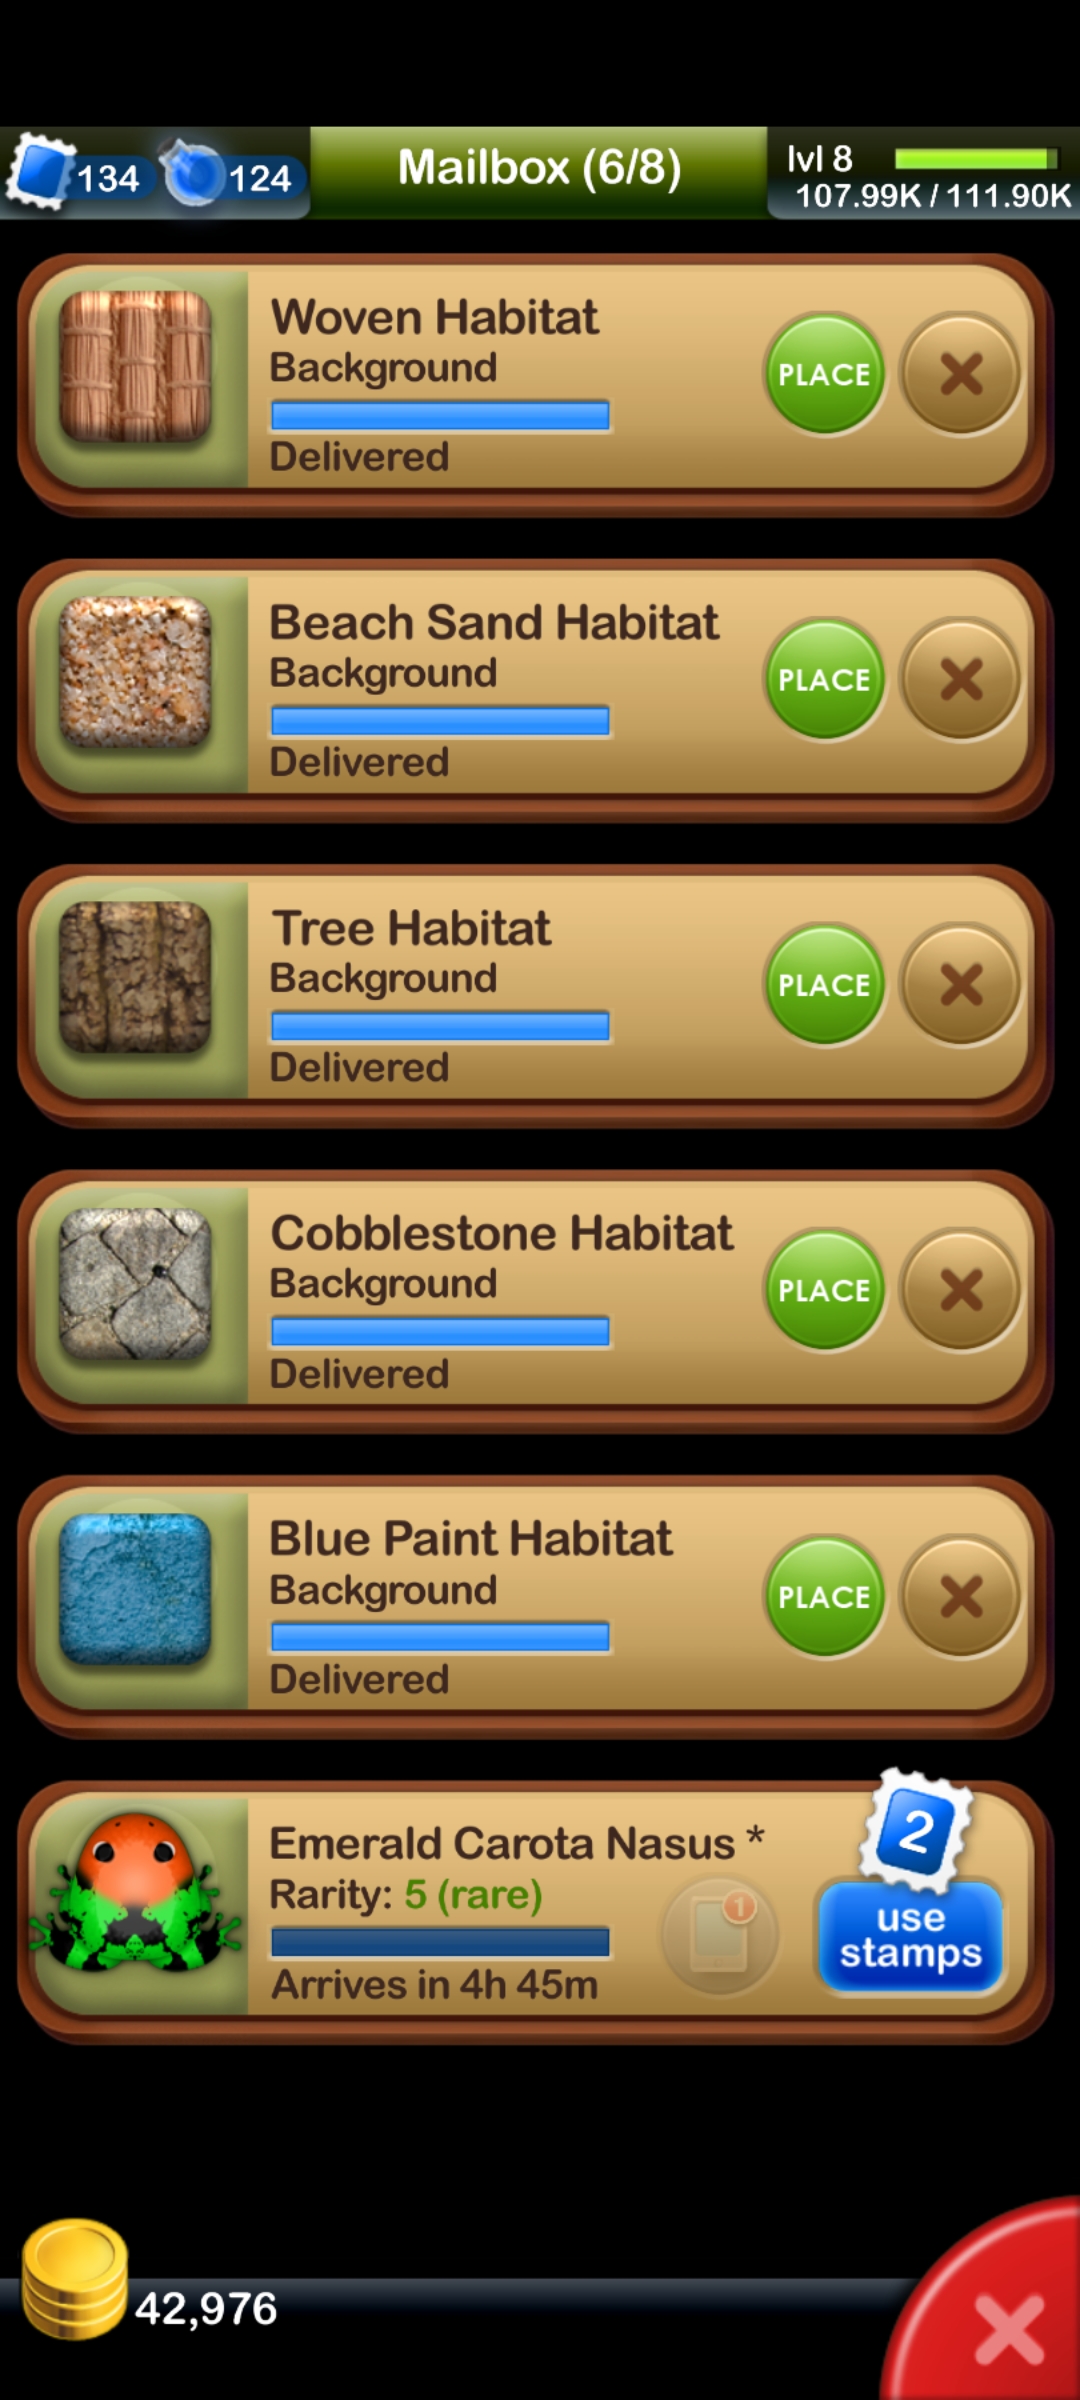 134
124
Mailbox (6/8)
lvl 8
107.99K / 111.90K
Woven Habitat
Background
Delivered
PLACE
Beach Sand Habitat
Background
Delivered
PLACE
Tree Habitat
Background
Delivered
PLACE
Cobblestone Habitat
Background
Delivered
PLACE
Blue Paint Habitat
Background
Delivered
PLACE
Emerald Carota Nasus *
Rarity: 5 (rare)
Arrives in 4h 45m
1
2
use
stamps
42,976